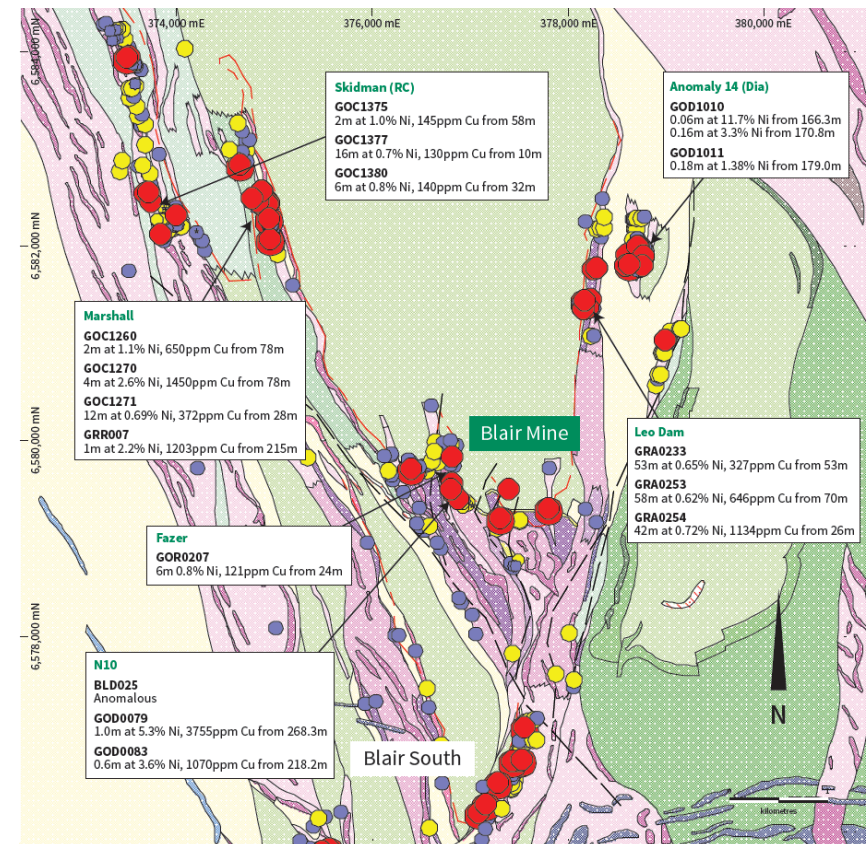 374,000 mE
376,000 mE
378,000 mE
380,000 mE
6,584,000 mN
6,582,000 mN
6,580,000 mN
6,578,000 mN
Skidman (RC)
GOC1375
2m at 1.0% Ni, 145ppm Cu from 58m
GOC1377
16m at 0.7% Ni, 130ppm Cu from 10m
GOC1380
6m at 0.8% Ni, 140ppm Cu from 32m
Anomaly 14 (Dia)
GOD1010
0.06m at 11.7% Ni from 166.3m
0.16m at 3.3% Ni from 170.8m
GOD1011
0.18m at 1.38% Ni from 179.0m
Marshall
GOC1260
2m at 1.1% Ni, 650ppm Cu from 78m
GOC1270
4m at 2.6% Ni, 1450ppm Cu from 78m
GOC1271
12m at 0.69% Ni, 372ppm Cu from 28m
GRR007
1m at 2.2% Ni, 1203ppm Cu from 215m
Blair Mine
Leo Dam
GRA0233
53m at 0.65% Ni, 327ppm Cu from 53m
GRA0253
58m at 0.62% Ni, 646ppm Cu from 70m
GRA0254
42m at 0.72% Ni, 1134ppm Cu from 26m
Fazer
GOR0207
6m 0.8% Ni, 121ppm Cu from 24m
N10
BLD025
Anomalous
GOD0079
1.0m at 5.3% Ni, 3755ppm Cu from 268.3m
GOD0083
0.6m at 3.6% Ni, 1070ppm Cu from 218.2m
Blair South
N
kilometres